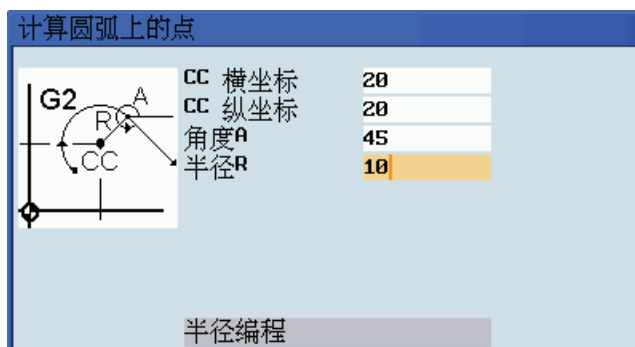 计算圆弧上的点
G2
A
R
CC
CC 横坐标 20
CC 纵坐标 20
角度A 45
半径R 10
半径编程